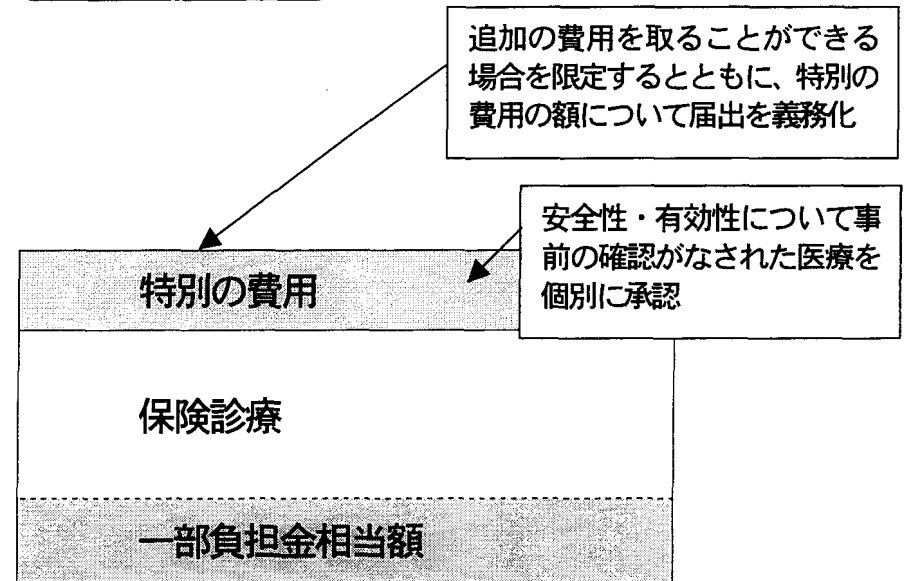 追加の費用を取ることができる
場合を限定するとともに、特別の
費用の額について届出を義務化
安全性・有効性について事
前の確認がなされた医療を
個別に承認
特別の費用
保険診療
一部負担金相当額